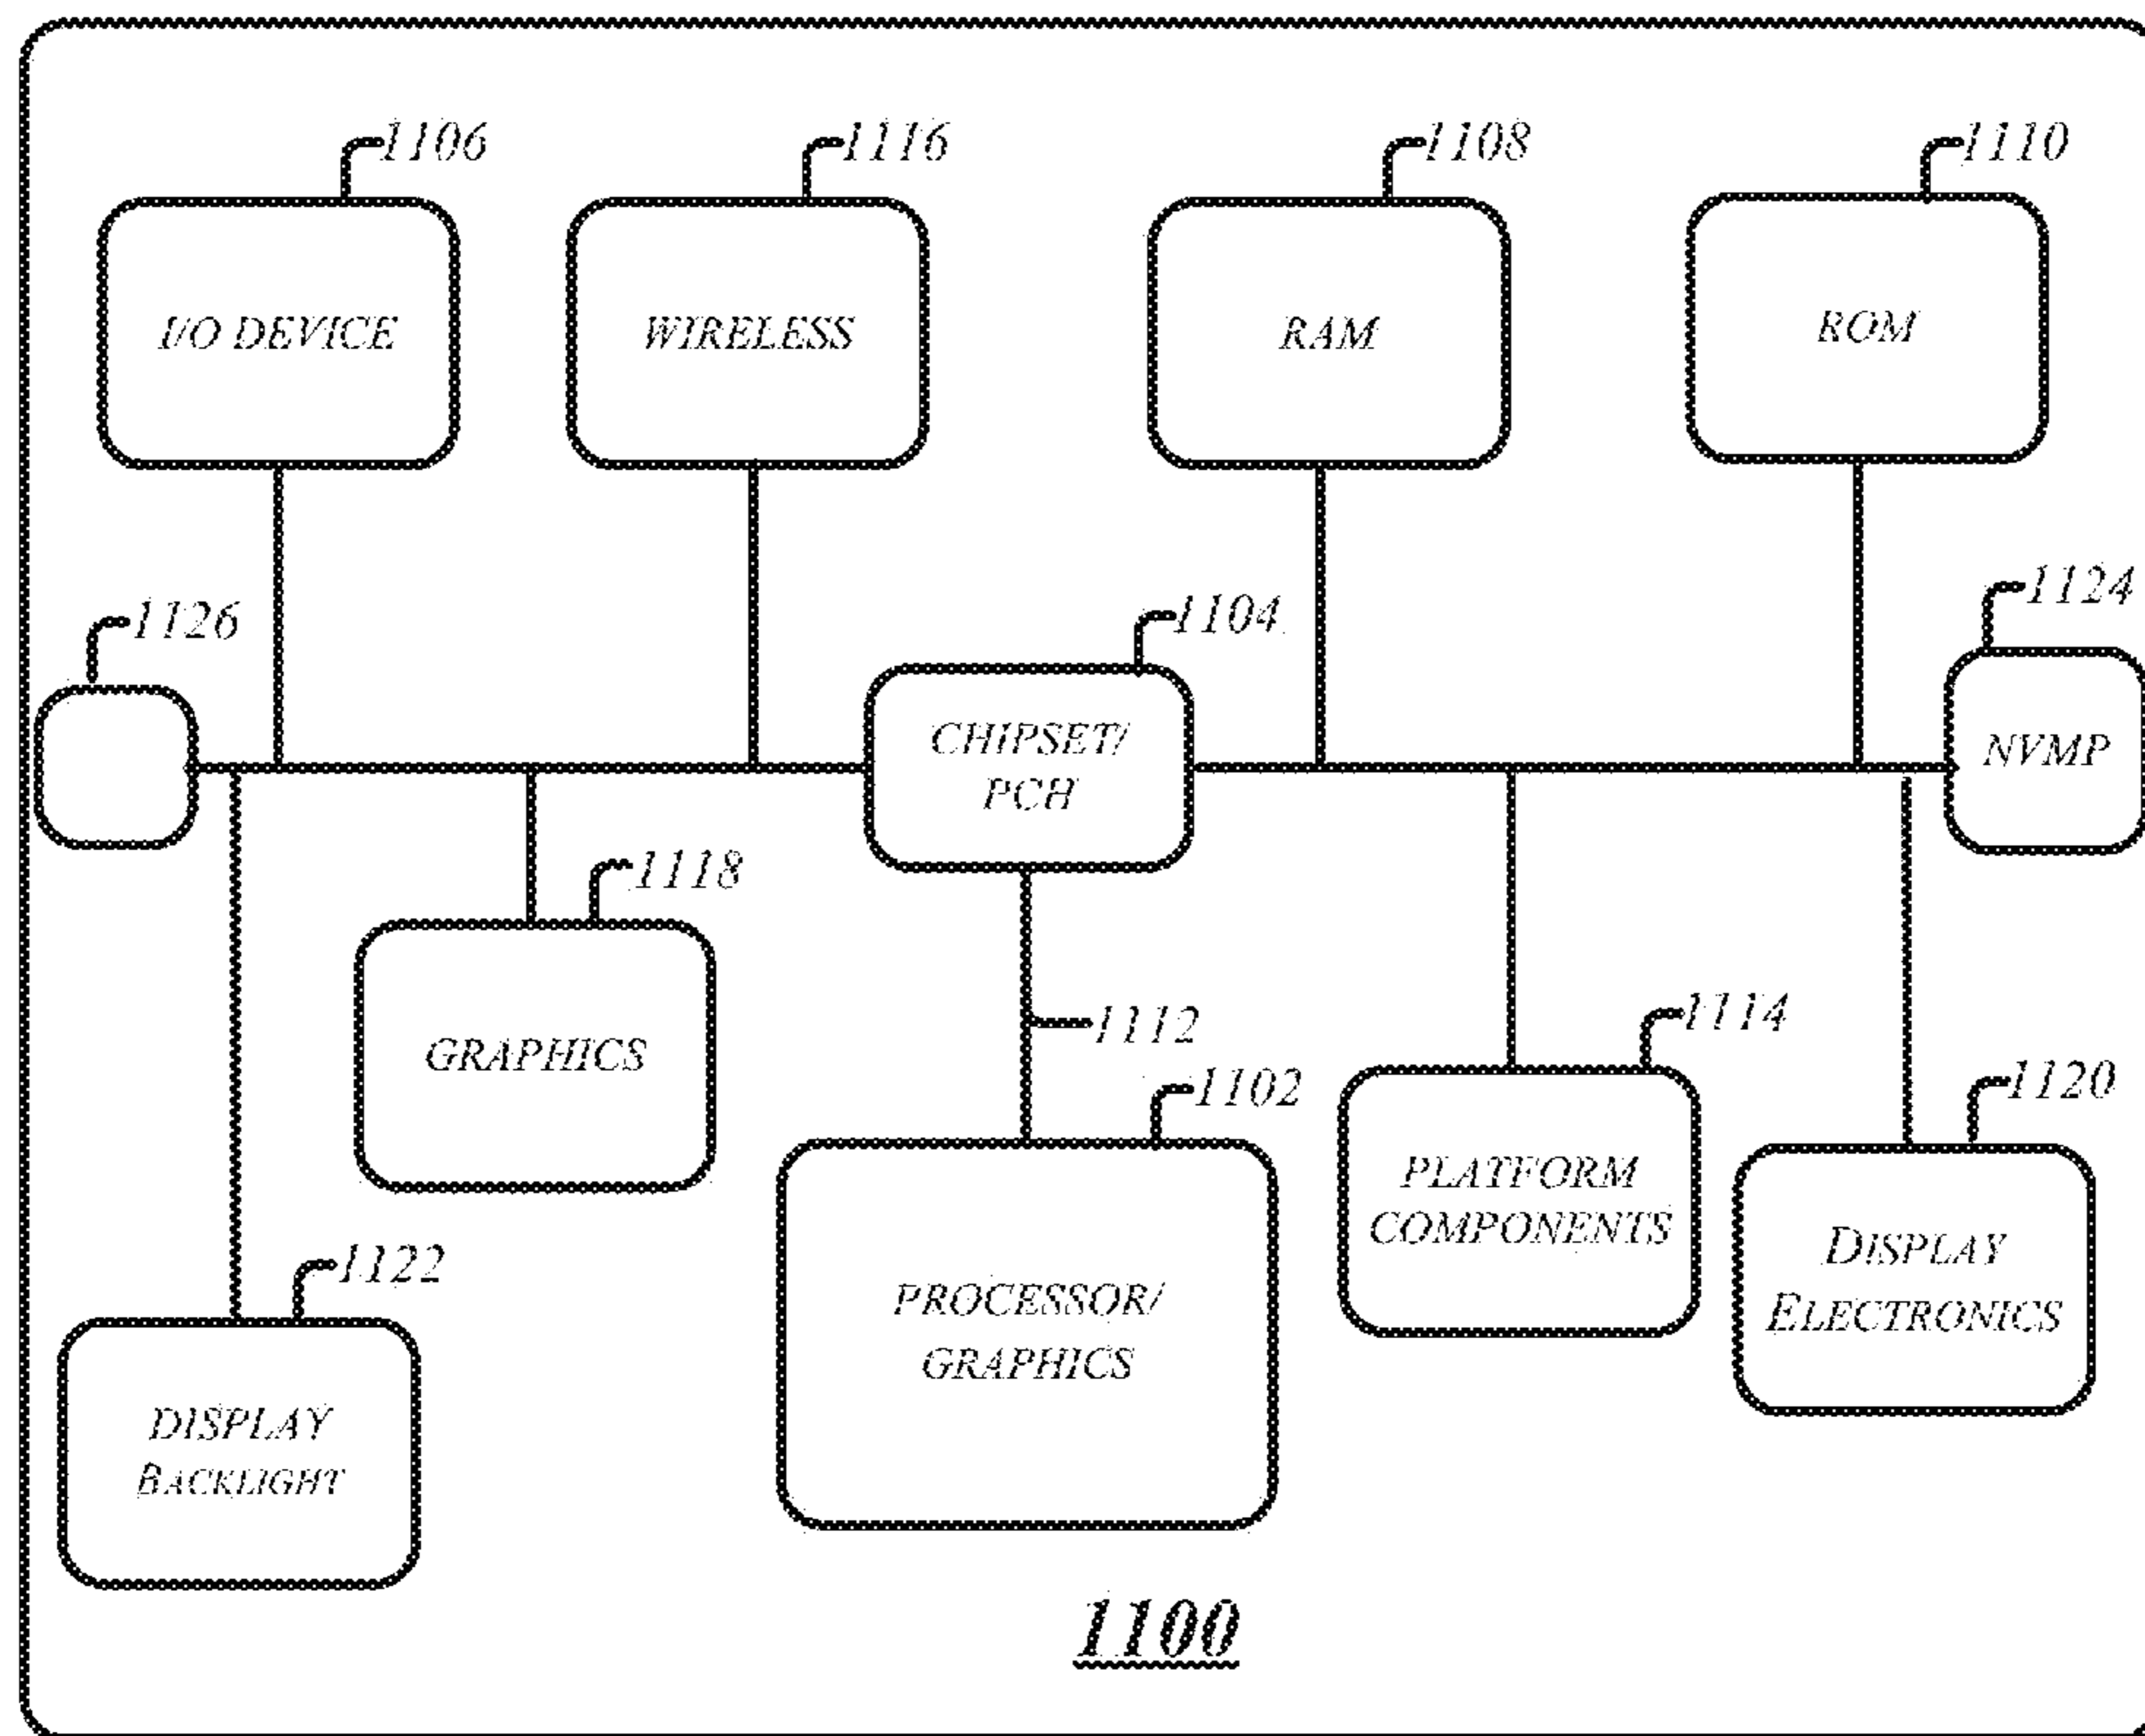 1106
1116
1108
1110
I/O DEVICE
WIRELESS
RAM
ROM
1124
1126
1104
CHIPSET/
PCH
NVMP
1118
GRAPHICS
1112
1114
1102
1120
PLATFORM
COMPONENTS
DISPLAY
ELECTRONICS
1122
PROCESSOR/
GRAPHICS
DISPLAY
BACKLIGHT
1100